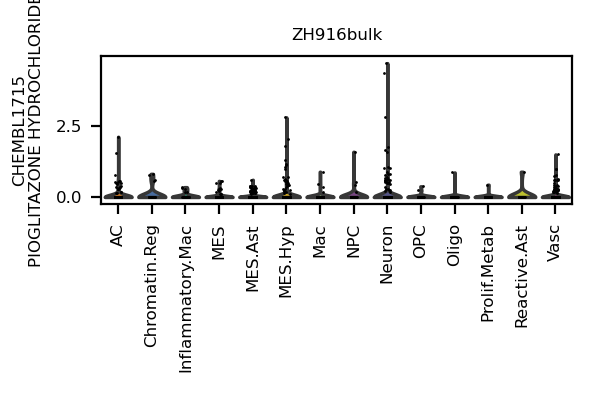 ZH916bulk
CHEMBL1715
PIOGLITAZONE HYDROCHLORIDE
2.5
0.0
AC
Chromatin.Reg
Inflammatory.Mac
MES
MES.Ast
MES.Hyp
Mac
NPC
Neuron
OPC
Oligo
Prolif.Metab
Reactive.Ast
Vasc